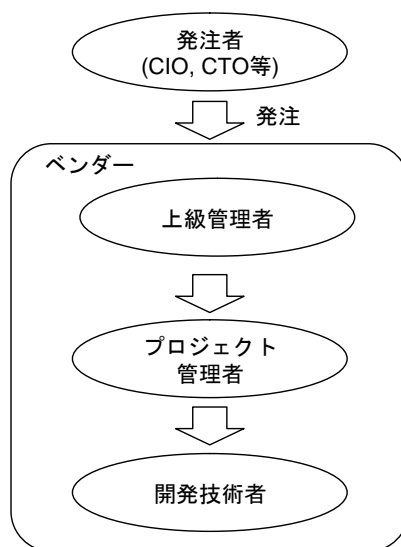 発注者
(CIO, CTO等)
発注
ベンダー
上級管理者
プロジェクト
管理者
開発技術者